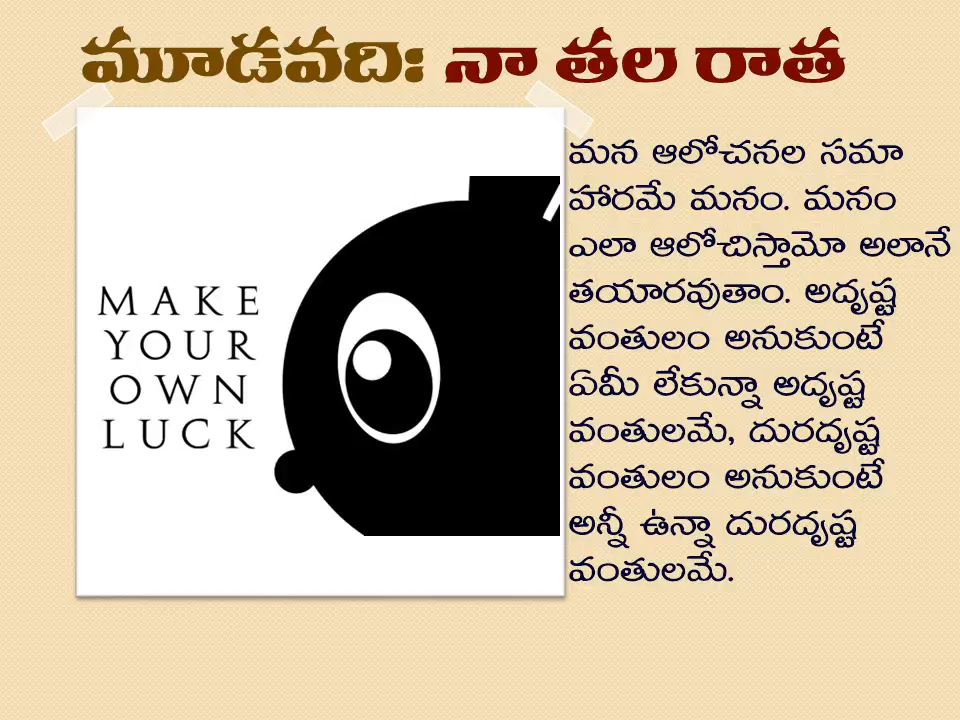 మూడవది: నా తల రాత
MAKE
YOUR
OWN
LUCK
మన ఆలోచనల సమా
హారమే మనం. మనం
ఎలా ఆలోచిస్తామో అలానే
తయారవుతాం. అదృష్ట
వంతులం అనుకుంటే
ఏమీ లేకున్నా అదృష్ట
వంతులమే, దురదృష్ట
వంతులం అనుకుంటే
అన్నీ ఉన్నా దురదృష్ట
వంతులమే.